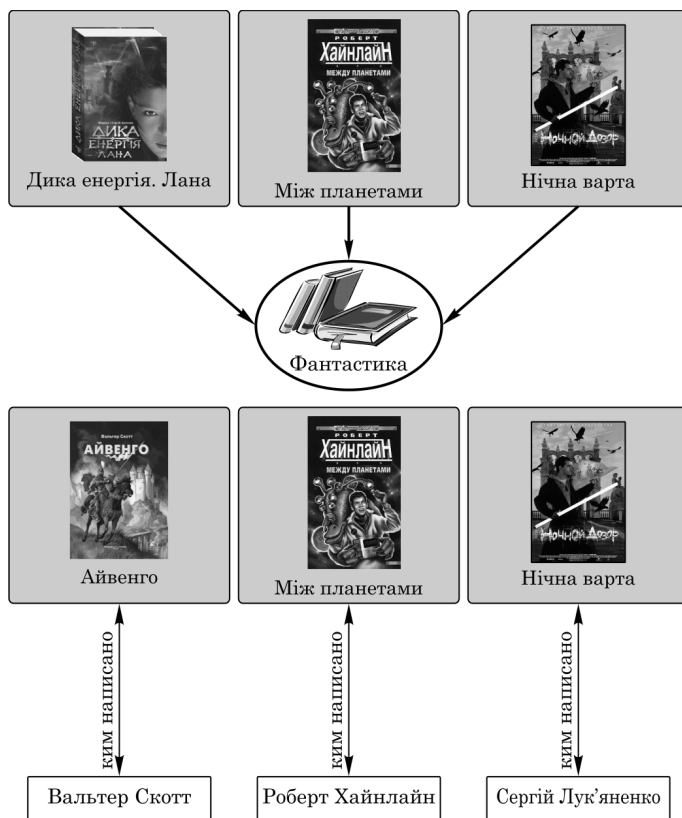 ДИКА
ЕНЕРГІЯ
ЛАНА
Дика енергія. Лана
РОБЕРТ
ХАЙНЛАЙН
МЕЖДУ ПЛАНЕТАМИ
Між планетами
НОЧНОЙ ДОЗОР
Нічна варта
Фантастика
Вальтер Скотт
АЙВЕНГО
Айвенго
РОБЕРТ
ХАЙНЛАЙН
МЕЖДУ ПЛАНЕТАМИ
Між планетами
НОЧНОЙ ДОЗОР
Нічна варта
ким написано
ким написано
ким написано
Вальтер Скотт
Роберт Хайнлайн
Сергій Лук’яненко